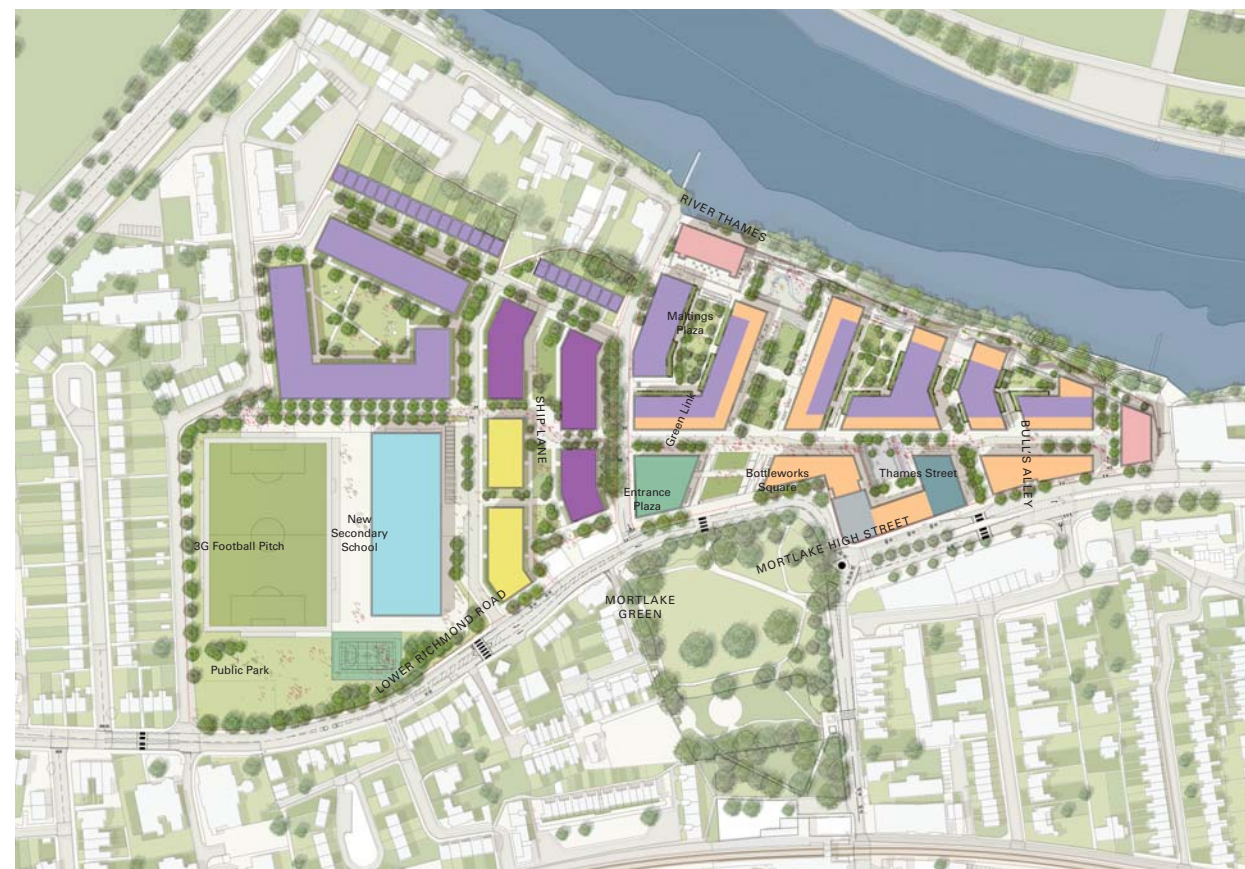 RIVER THAMES
Maltings
Plaza
SHIP LANE
Green Link
BULL'S ALLEY
Bottleworks
Square
Thames Street
Entrance
Plaza
New
Secondary
School
3G Football Pitch
MORTLAKE HIGH STREET
MORTLAKE
GREEN
LOWER RICHMOND ROAD
Public Park